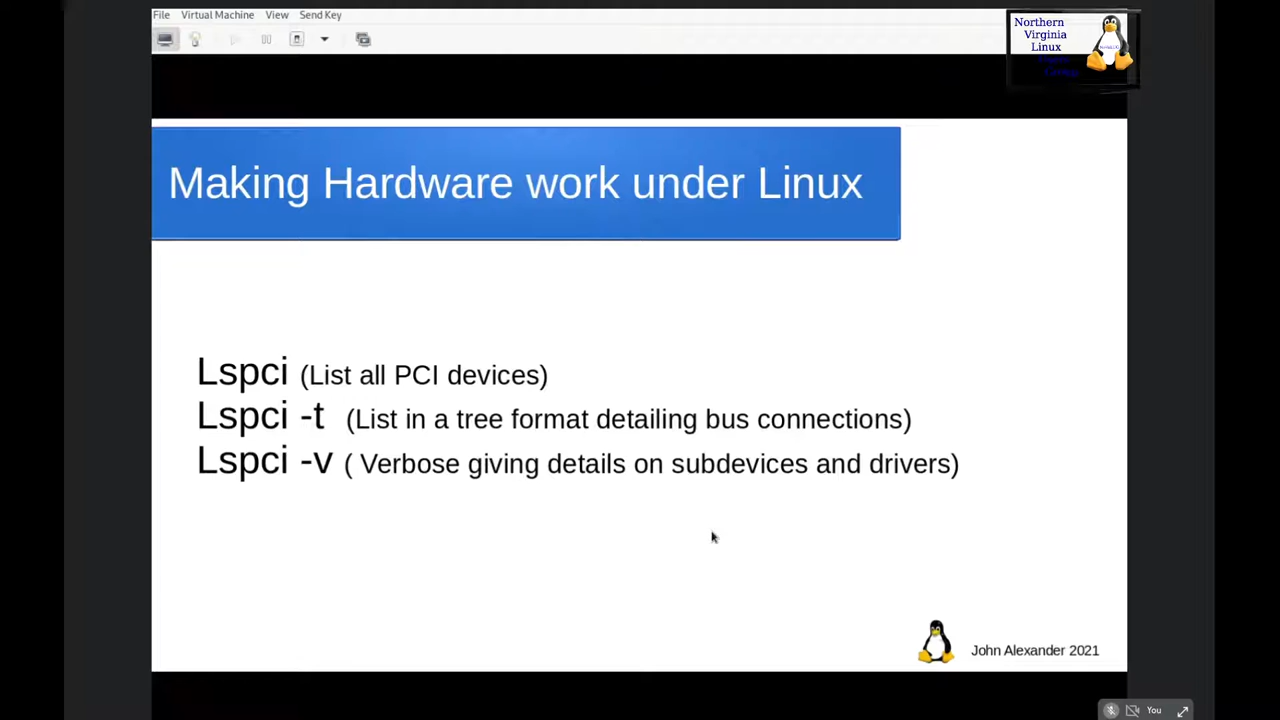 File Virtual Machine View Send Key
Northern
Virginia
Linux
Users
Group
Making Hardware work under Linux
Lspci (List all PCI devices)
Lspci -t (List in a tree format detailing bus connections)
Lspci -v ( Verbose giving details on subdevices and drivers)
John Alexander 2021
You